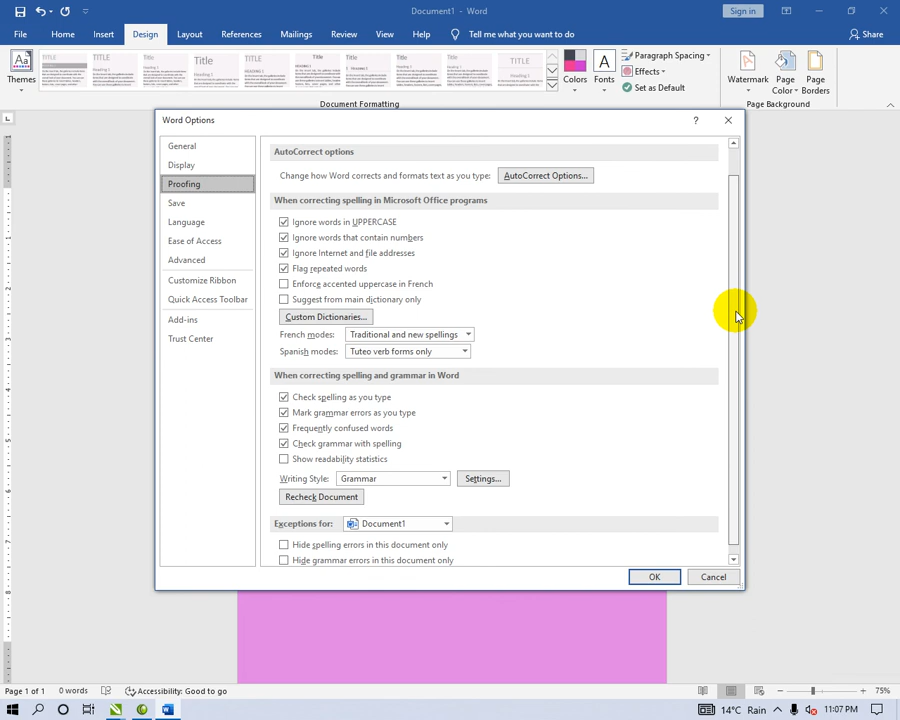 Document1 - Word
Sign in
File Home Insert Design Layout References Mailings Review View Help Tell me what you want to do Share
Themes
Title
Heading 1
Colors
Fonts
Paragraph Spacing
Effects
Set as Default
Watermark
Page Color
Page Borders
Document Formatting
Page Background
Word Options
General
Display
Proofing
Save
Language
Ease of Access
Advanced
Customize Ribbon
Quick Access Toolbar
Add-ins
Trust Center
AutoCorrect options
Change how Word corrects and formats text as you type: AutoCorrect Options...
When correcting spelling in Microsoft Office programs
Ignore words in UPPERCASE
Ignore words that contain numbers
Ignore Internet and file addresses
Flag repeated words
Enforce accented uppercase in French
Suggest from main dictionary only
Custom Dictionaries...
French modes: Traditional and new spellings
Spanish modes: Tuteo verb forms only
When correcting spelling and grammar in Word
Check spelling as you type
Mark grammar errors as you type
Frequently confused words
Check grammar with spelling
Show readability statistics
Writing Style: Grammar Settings...
Recheck Document
Exceptions for: Document1
Hide spelling errors in this document only
Hide grammar errors in this document only
OK Cancel
Page 1 of 1 0 words Accessibility: Good to go 75%
14°C Rain 11:07 PM